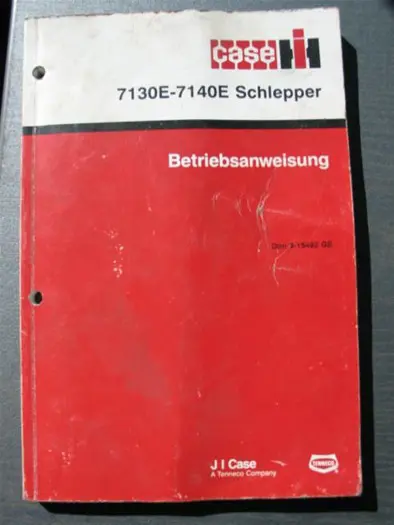 case IH
7130E-7140E Schlepper
Betriebsanweisung
J I Case
A Tenneco Company
TENNECO